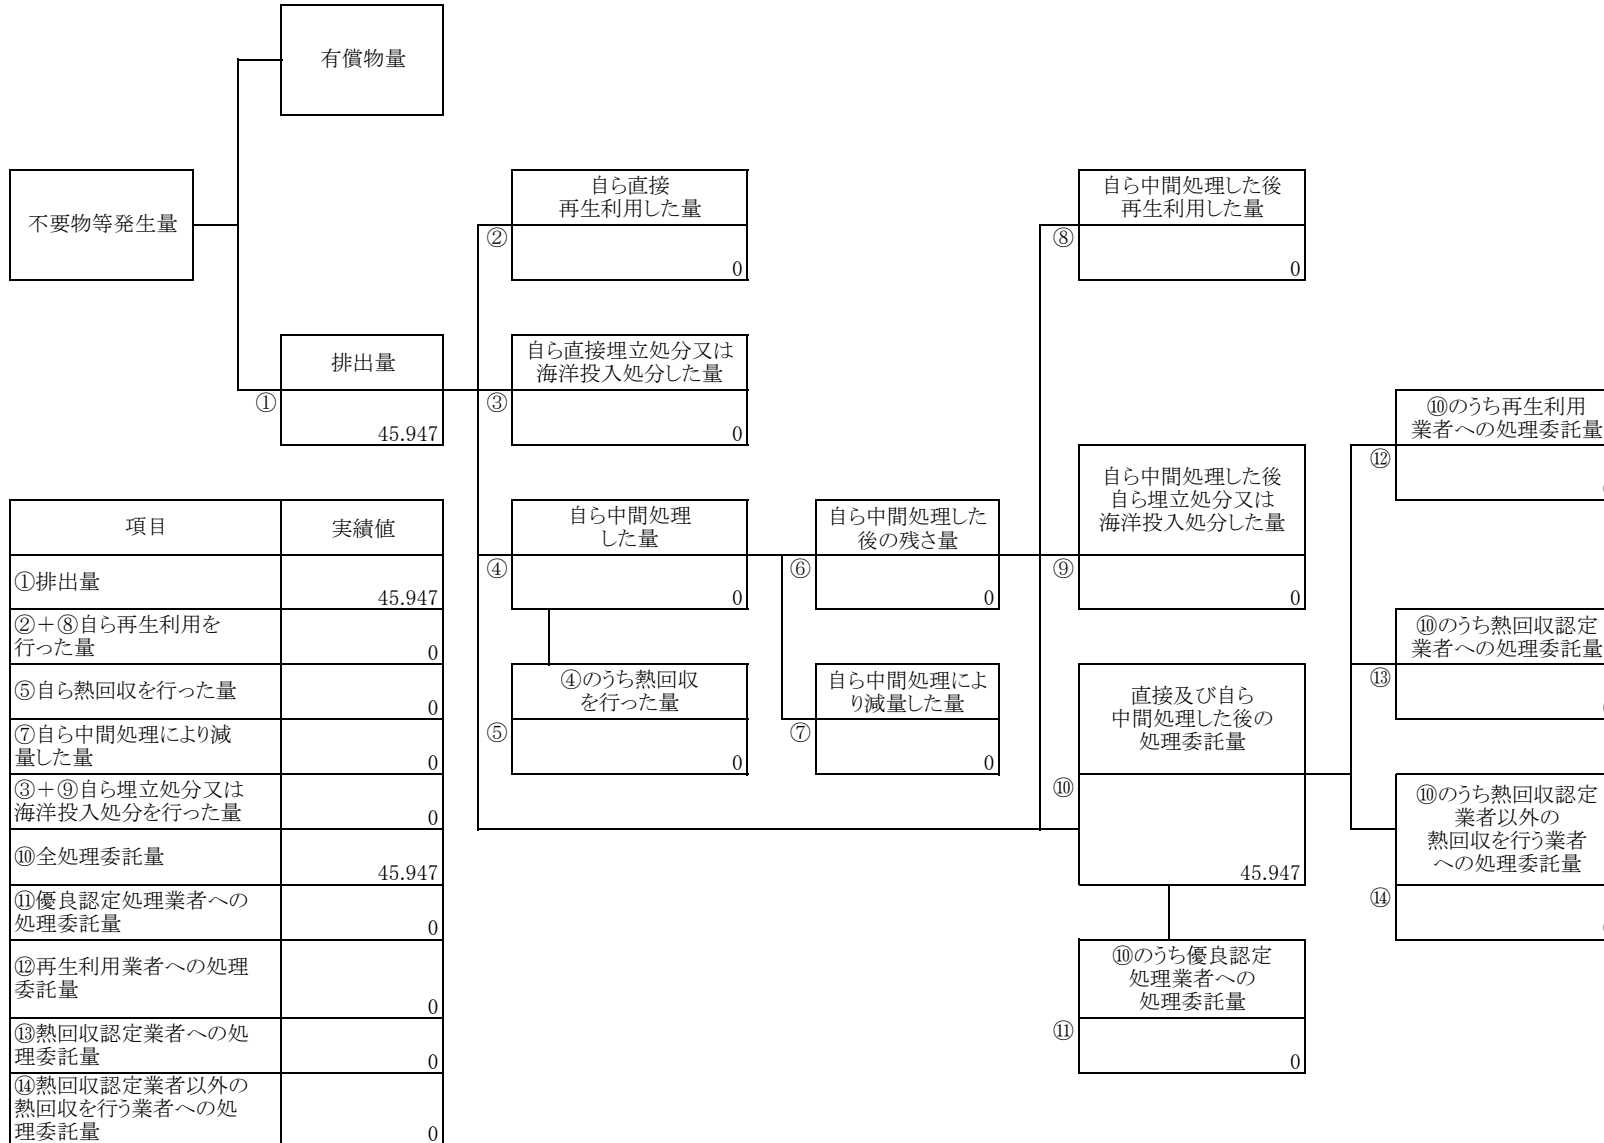 有償物量
不要物等発生量
排出量
①
45.947
自ら直接
再生利用した量
②
0
自ら直接埋立処分又は
海洋投入処分した量
③
0
自ら中間処理
した量
④
0
④のうち熱回収
を行った量
⑤
0
自ら中間処理した
後の残さ量
⑥
0
自ら中間処理によ
り減量した量
⑦
0
自ら中間処理した後
再生利用した量
⑧
0
自ら中間処理した後
自ら埋立処分又は
海洋投入処分した量
⑨
0
直接及び自ら
中間処理した後の
処理委託量
⑩
45.947
⑩のうち優良認定
処理業者への
処理委託量
⑪
0
⑩のうち再生利用
業者への処理委託量
⑫
⑩のうち熱回収認定
業者への処理委託量
⑬
⑩のうち熱回収認定
業者以外の
熱回収を行う業者
への処理委託量
⑭
項目
実績値
①排出量
45.947
②＋⑧自ら再生利用を
行った量
0
⑤自ら熱回収を行った量
0
⑦自ら中間処理により減
量した量
0
③＋⑨自ら埋立処分又は
海洋投入処分を行った量
0
⑩全処理委託量
45.947
⑪優良認定処理業者への
処理委託量
0
⑫再生利用業者への処理
委託量
0
⑬熱回収認定業者への処
理委託量
0
⑭熱回収認定業者以外の
熱回収を行う業者への処
理委託量
0